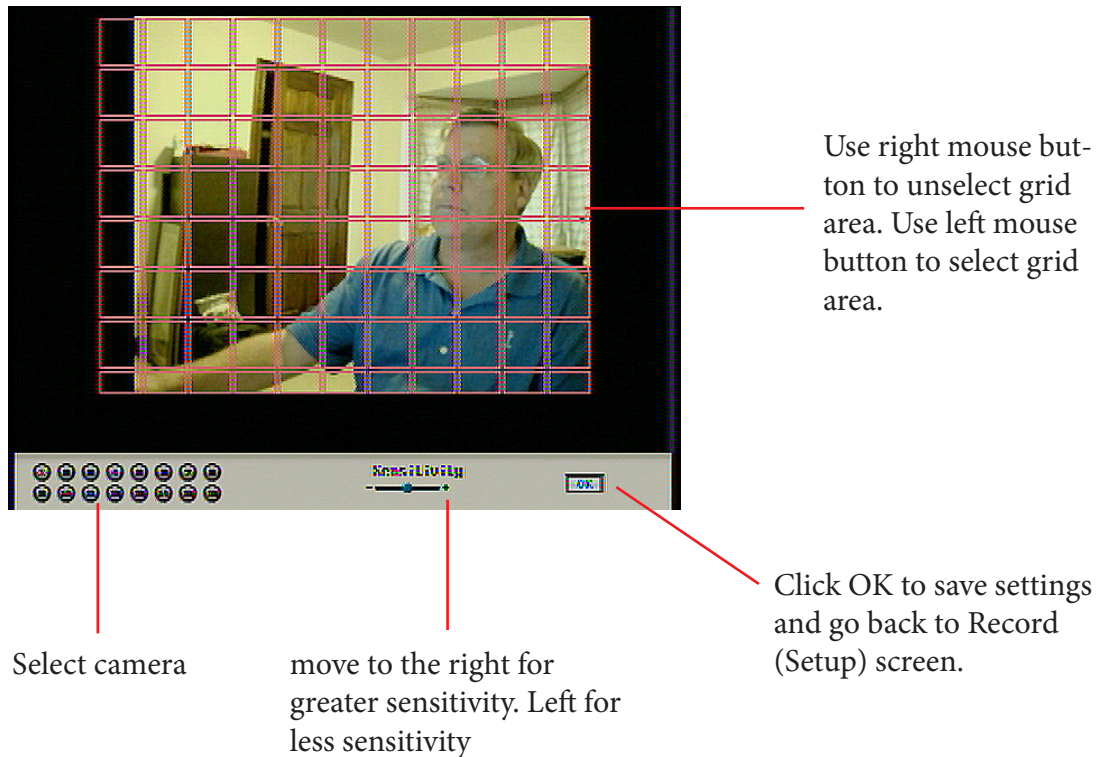 Use right mouse but-
ton to unselect grid
area. Use left mouse
button to select grid
area.
Sensitivity
- +
OK
Click OK to save settings
and go back to Record
(Setup) screen.
Select camera
move to the right for
greater sensitivity. Left for
less sensitivity